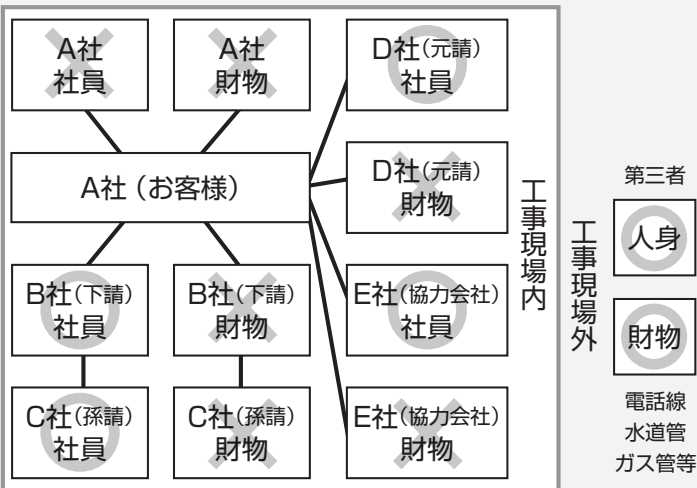 A社
社員
A社
財物
D社(元請)
社員
A社(お客様)
D社(元請)
財物
B社(下請)
社員
B社(下請)
財物
E社(協力会社)
社員
C社(孫請)
社員
C社(孫請)
財物
E社(協力会社)
財物
工事現場内
工事現場外
第三者
人身
財物
電話線
水道管
ガス管等